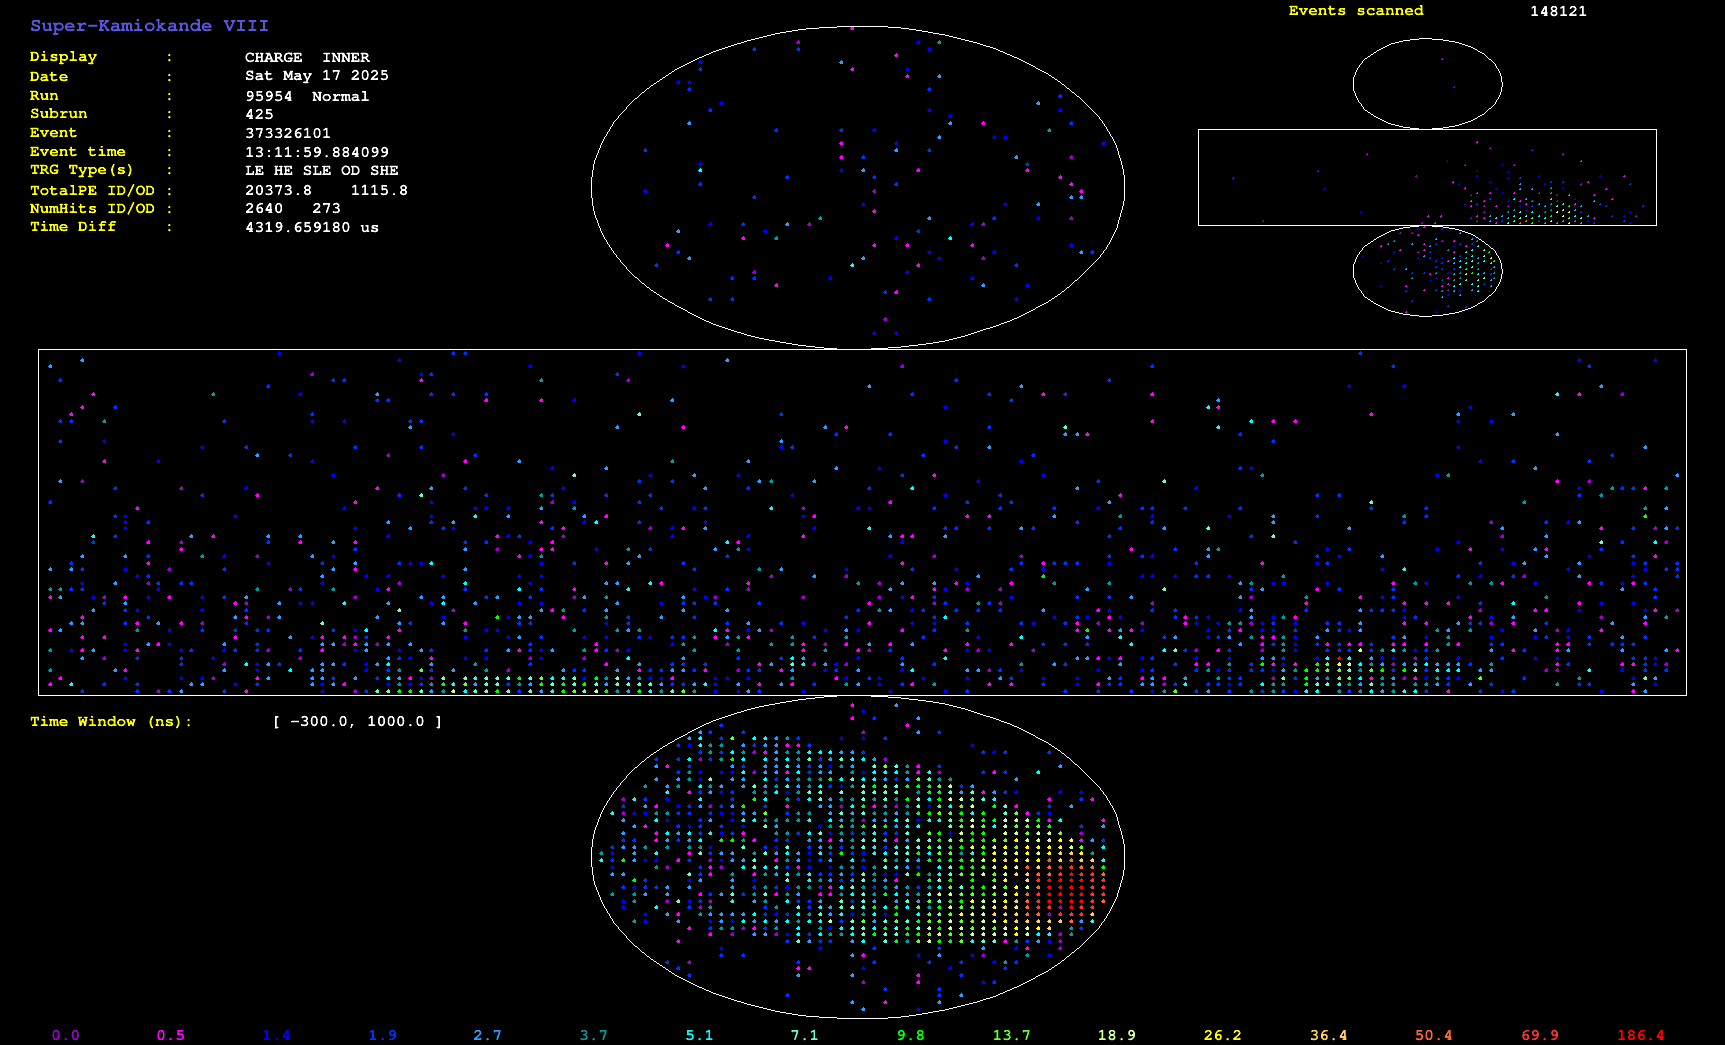 Super-Kamiokande VIII
Events scanned 148121
Display : CHARGE INNER
Date : Sat May 17 2025
Run : 95954 Normal
Subrun : 425
Event : 373326101
Event time : 13:11:59.884099
TRG Type(s) : LE HE SLE OD SHE
TotalPE ID/OD : 20373.8 1115.8
NumHits ID/OD : 2640 273
Time Diff : 4319.659180 us
Time Window (ns): [ -300.0, 1000.0 ]
0.0 0.5 1.4 1.9 2.7 3.7 5.1 7.1 9.8 13.7 18.9 26.2 36.4 50.4 69.9 186.4